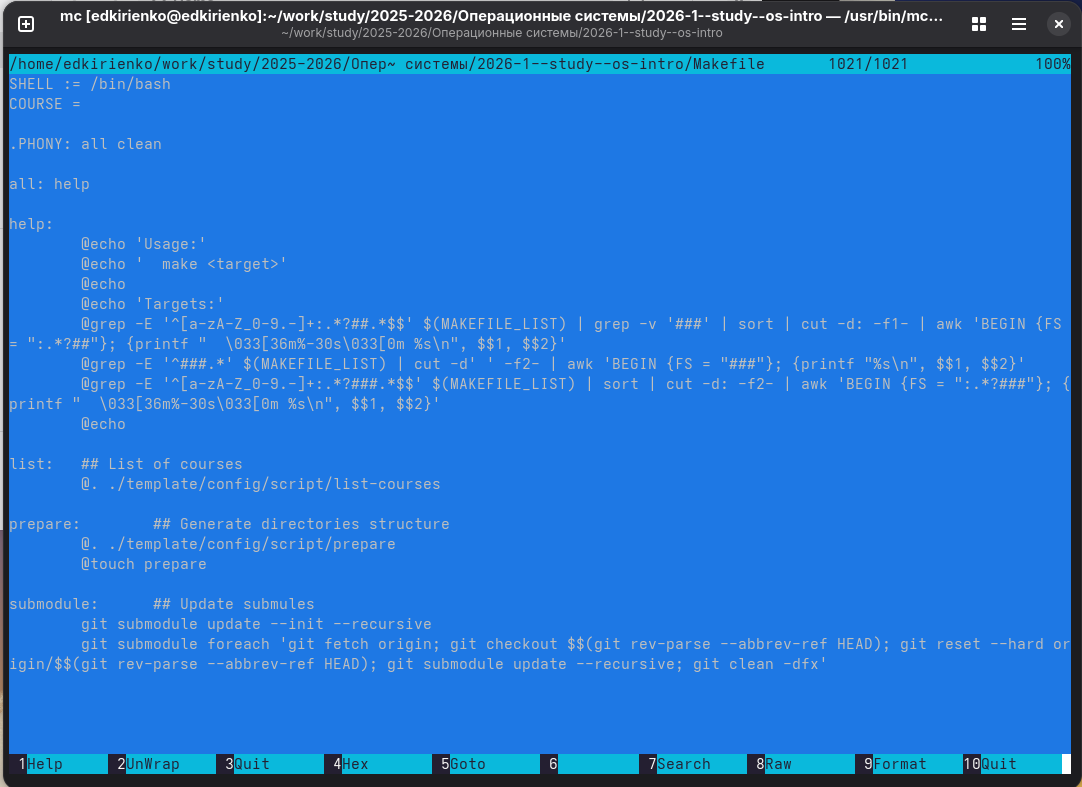 mc [edkirienko@edkirienko]:~/work/study/2025-2026/Операционные системы/2026-1--study--os-intro — /usr/bin/mc...
~/work/study/2025-2026/Операционные системы/2026-1--study--os-intro
/home/edkirienko/work/study/2025-2026/Опер~ системы/2026-1--study--os-intro/Makefile 1021/1021 100%
SHELL := /bin/bash
COURSE =
.PHONY: all clean
all: help
help:
@echo 'Usage:'
@echo '  make <target>'
@echo
@echo 'Targets:'
@grep -E '^[a-zA-Z_0-9.-]+:.*?##.*$$' $(MAKEFILE_LIST) | grep -v '###' | sort | cut -d: -f1- | awk 'BEGIN {FS
= ":.*?##"}; {printf "  \033[36m%-30s\033[0m %s\n", $$1, $$2}'
@grep -E '^###.*' $(MAKEFILE_LIST) | cut -d' ' -f2- | awk 'BEGIN {FS = "###"}; {printf "%s\n", $$1, $$2}'
@grep -E '^[a-zA-Z_0-9.-]+:.*?###.*$$' $(MAKEFILE_LIST) | sort | cut -d: -f2- | awk 'BEGIN {FS = ":.*?###"}; {
printf "  \033[36m%-30s\033[0m %s\n", $$1, $$2}'
@echo
list:   ## List of courses
@. ./template/config/script/list-courses
prepare:        ## Generate directories structure
@. ./template/config/script/prepare
@touch prepare
submodule:      ## Update submules
git submodule update --init --recursive
git submodule foreach 'git fetch origin; git checkout $$(git rev-parse --abbrev-ref HEAD); git reset --hard or
igin/$$(git rev-parse --abbrev-ref HEAD); git submodule update --recursive; git clean -dfx'
1Help 2UnWrap 3Quit 4Hex 5Goto 6 7Search 8Raw 9Format 10Quit